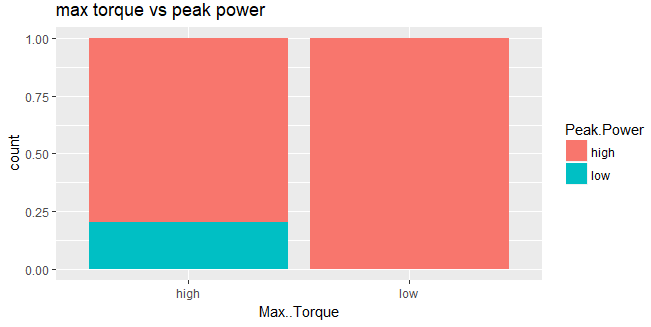 max torque vs peak power
count
1.00
0.75
0.50
0.25
0.00
high low
Max..Torque
Peak.Power
high
low